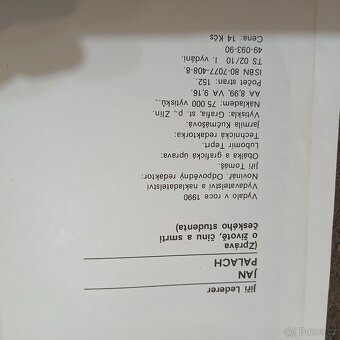 Jiří Lederer
JAN
PALACH
(Zpráva
o životě, činu a smrti
českého studenta)
Vydalo v roce 1990
Vydavatelství a nakladatelství
Novinář. Odpovědný redaktor:
Jiří Tomáš.
Obálka a grafická úprava
Lubomír Teprt.
Technická redaktorka:
Jarmila Kučmášová
Vytiskla: Grafia, st. p., Zlín.
Nákladem: 75 000 výtisků.
AA 8,99, VA 9,16.
Počet stran: 152.
ISBN 80-7077-408-8
TS 02/10 I. vydání.
49-093-90
Cena: 14 Kčs
Bazoš.cz